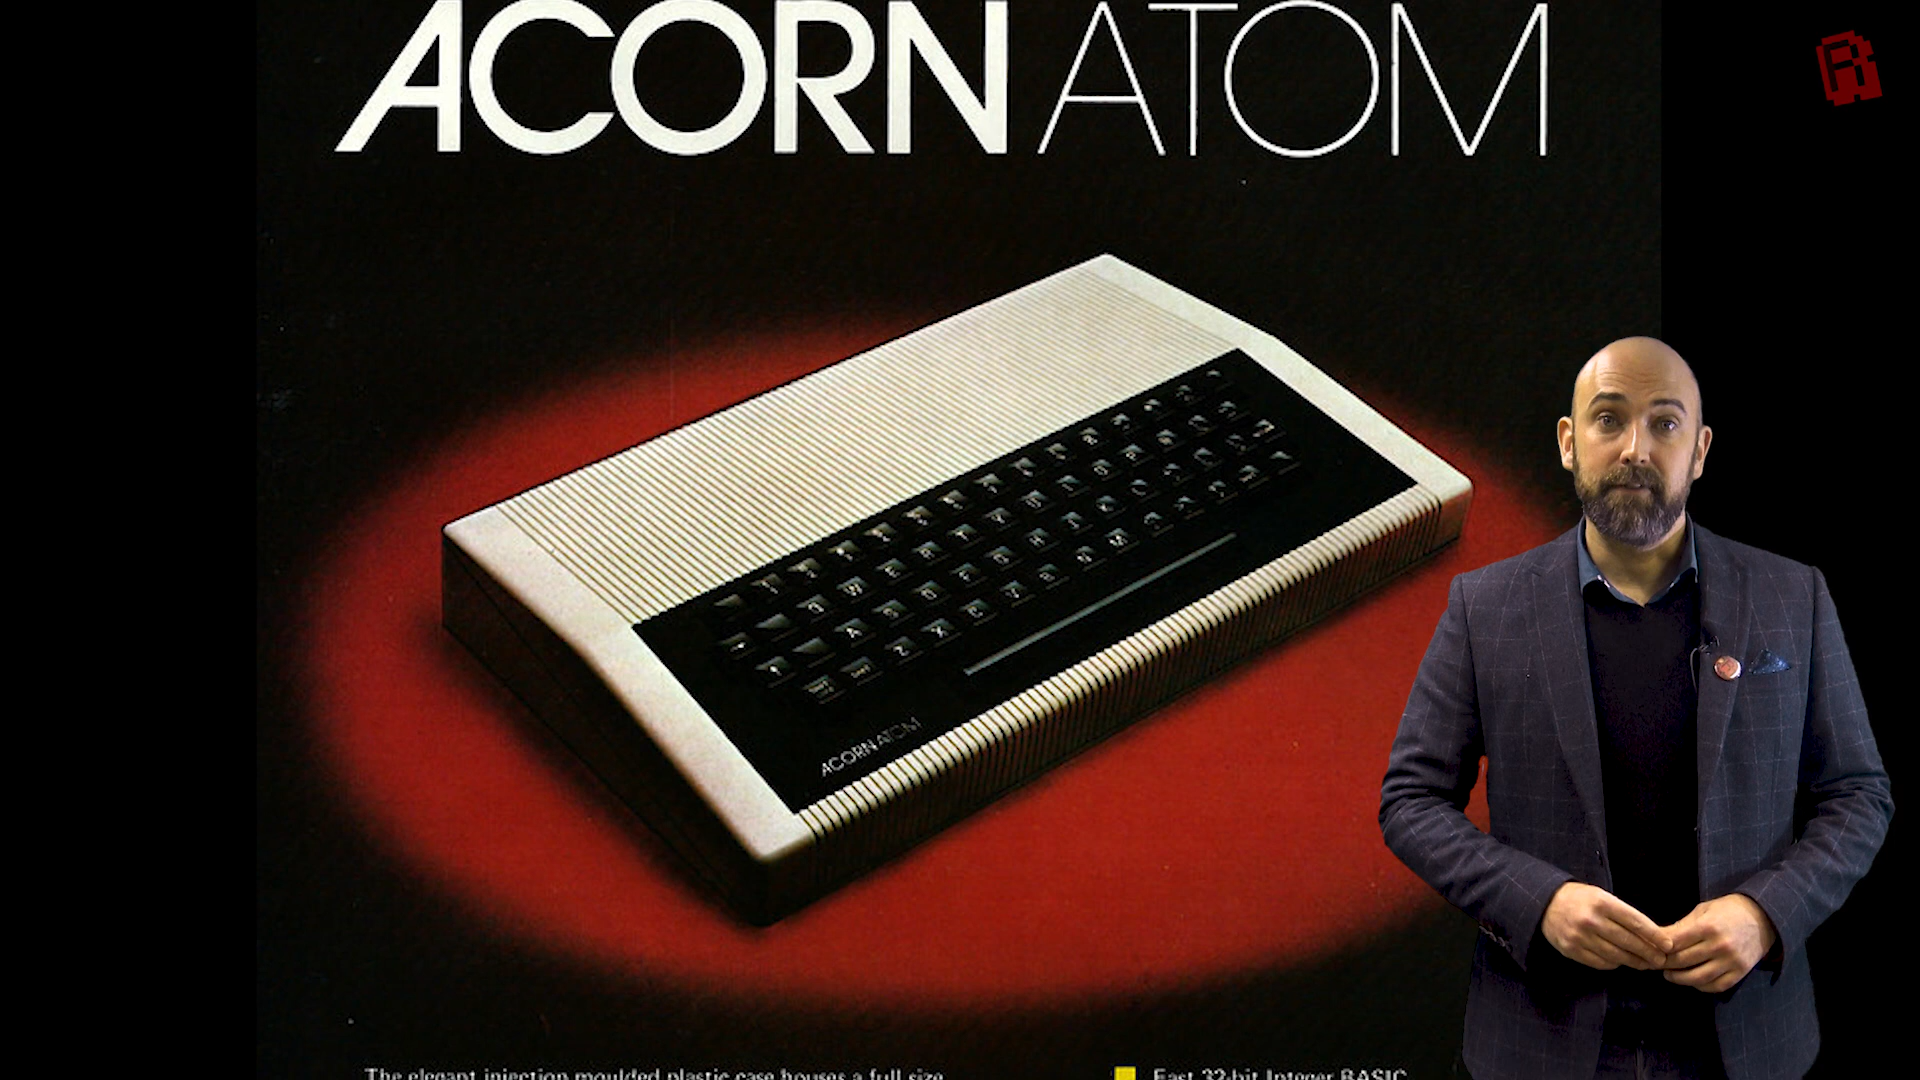 ACORN ATOM
ACORN ATOM
The elegant injection moulded plastic case houses a full size
Fast 32-bit Integer BASIC